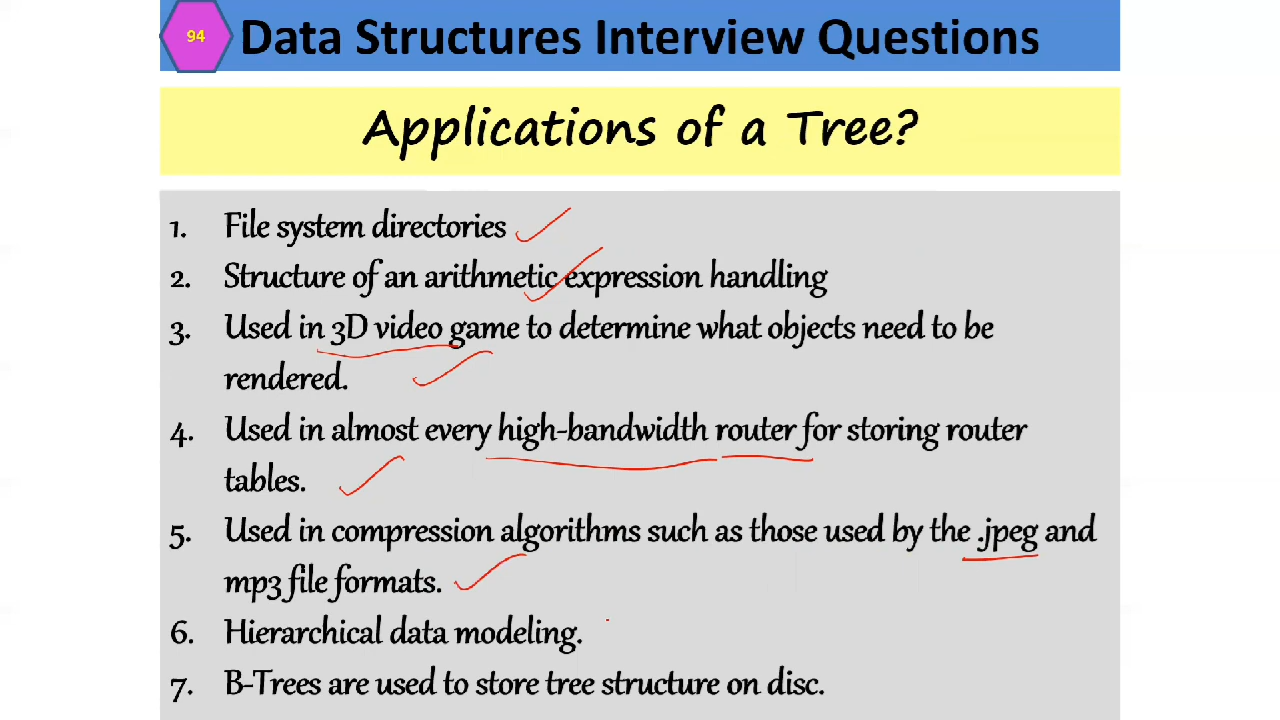 94
Data Structures Interview Questions
Applications of a Tree?
1. File system directories
2. Structure of an arithmetic expression handling
3. Used in 3D video game to determine what objects need to be
rendered.
4. Used in almost every high-bandwidth router for storing router
tables.
5. Used in compression algorithms such as those used by the .jpeg and
mp3 file formats.
6. Hierarchical data modeling.
7. B-Trees are used to store tree structure on disc.